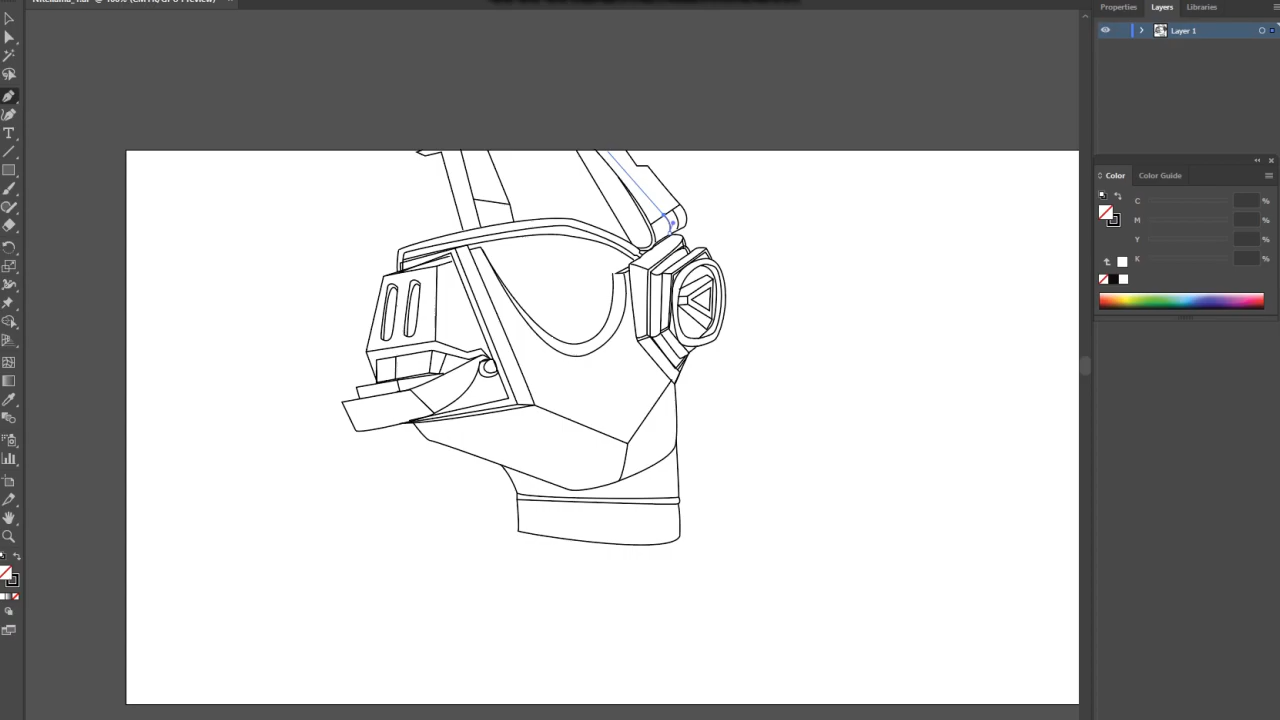 Properties Layers Libraries
Layer 1
Color Color Guide
C %
M %
Y %
K %